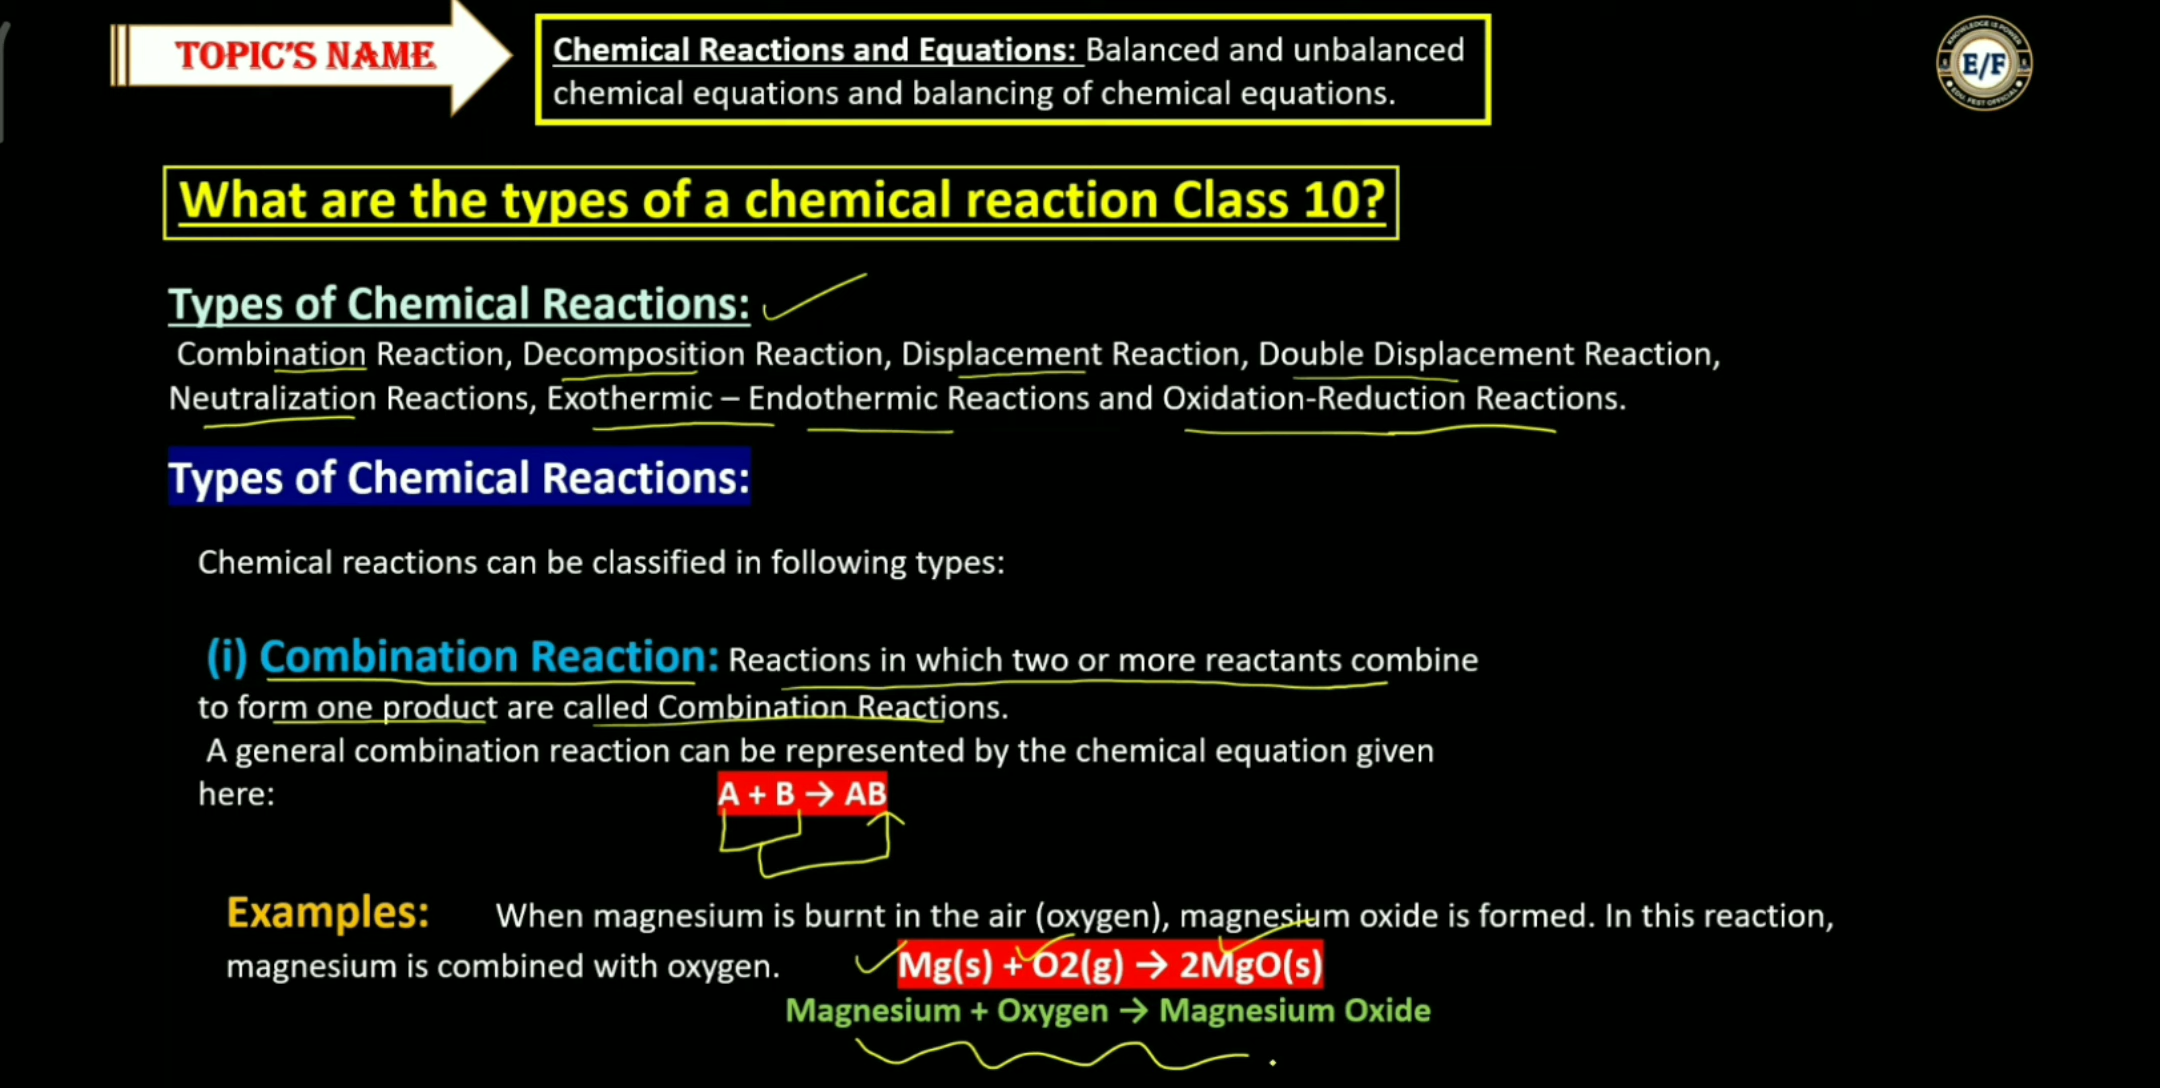 TOPIC'S NAME
Chemical Reactions and Equations: Balanced and unbalanced
chemical equations and balancing of chemical equations.
KNOWLEDGE IS POWER
E/F
EDU FEST OFFICIAL
What are the types of a chemical reaction Class 10?
Types of Chemical Reactions:
Combination Reaction, Decomposition Reaction, Displacement Reaction, Double Displacement Reaction,
Neutralization Reactions, Exothermic – Endothermic Reactions and Oxidation-Reduction Reactions.
Types of Chemical Reactions:
Chemical reactions can be classified in following types:
(i) Combination Reaction: Reactions in which two or more reactants combine
to form one product are called Combination Reactions.
A general combination reaction can be represented by the chemical equation given
here: A + B → AB
Examples: When magnesium is burnt in the air (oxygen), magnesium oxide is formed. In this reaction,
magnesium is combined with oxygen. Mg(s) + O2(g) → 2MgO(s)
Magnesium + Oxygen → Magnesium Oxide